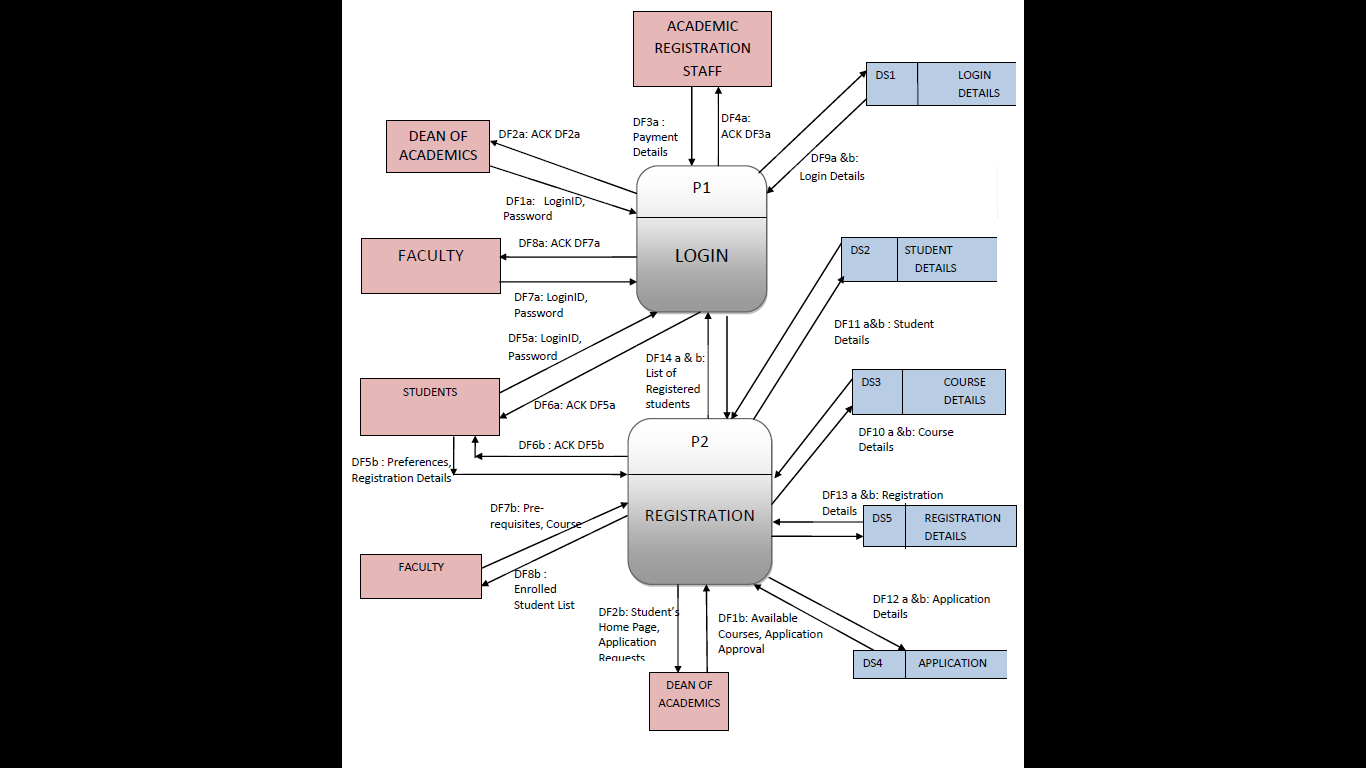 ACADEMIC
REGISTRATION
STAFF
DS1 LOGIN
DETAILS
DF3a :
Payment
Details
DF4a:
ACK DF3a
DEAN OF
ACADEMICS
DF2a: ACK DF2a
DF9a &b:
Login Details
P1
LOGIN
DF1a: LoginID,
Password
FACULTY
DF8a: ACK DF7a
DF7a: LoginID,
Password
DS2 STUDENT
DETAILS
DF11 a&b : Student
Details
DF5a: LoginID,
Password
DF14 a & b:
List of
Registered
students
STUDENTS
DF6a: ACK DF5a
DS3 COURSE
DETAILS
DF10 a &b: Course
Details
DF6b : ACK DF5b
DF5b : Preferences,
Registration Details
P2
REGISTRATION
DF13 a &b: Registration
Details
DS5 REGISTRATION
DETAILS
DF7b: Pre-
requisites, Course
FACULTY
DF8b :
Enrolled
Student List
DF2b: Student's
Home Page,
Application
Requests
DF1b: Available
Courses, Application
Approval
DF12 a &b: Application
Details
DS4 APPLICATION
DEAN OF
ACADEMICS